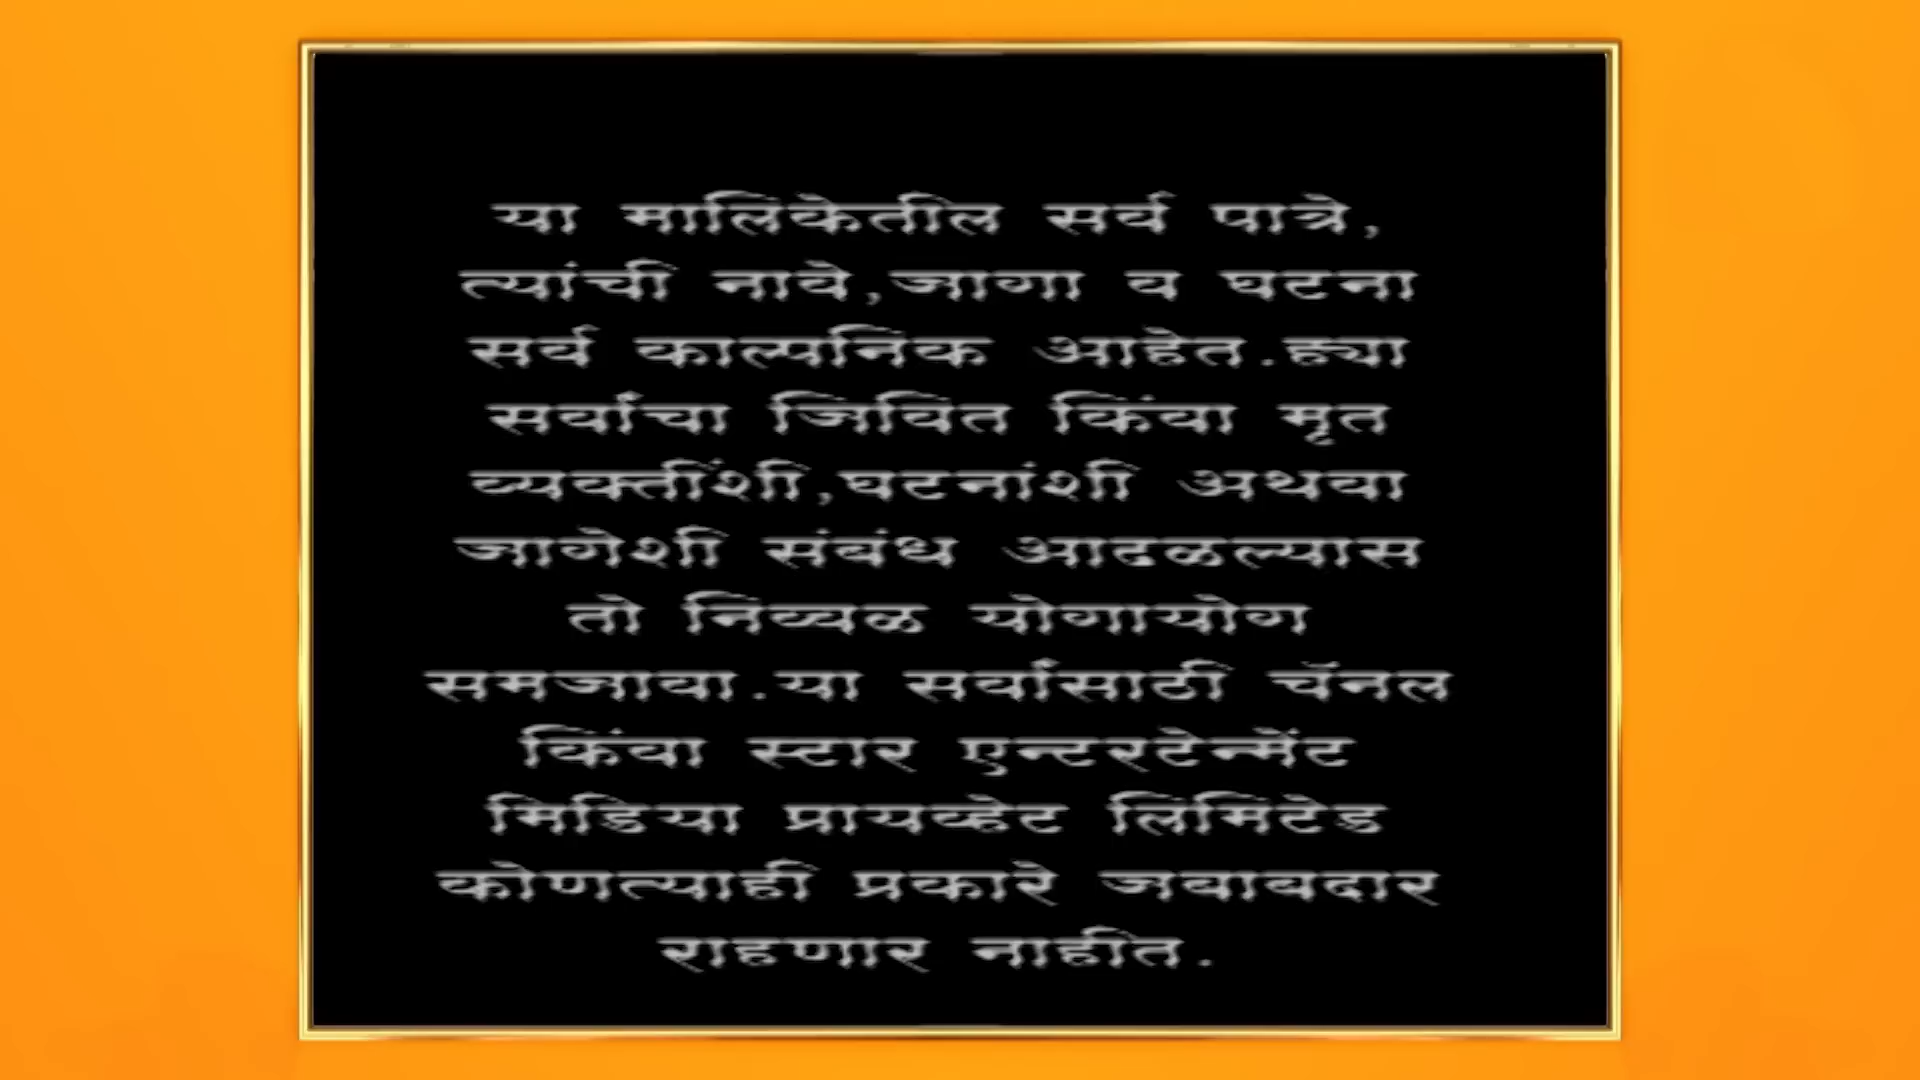 या मालिकेतील सर्व पात्रे,
त्यांची नावे,जागा व घटना
सर्व काल्पनिक आहेत.ह्या
सर्वांचा जिवित किंवा मृत
व्यक्तींशी,घटनांशी अथवा
जागेशी संबंध आढळल्यास
तो निव्वळ योगायोग
समजावा.या सर्वांसाठी चॅनल
किंवा स्टार एन्टरटेन्मेंट
मिडिया प्रायव्हेट लिमिटेड
कोणत्याही प्रकारे जबाबदार
राहणार नाहीत.